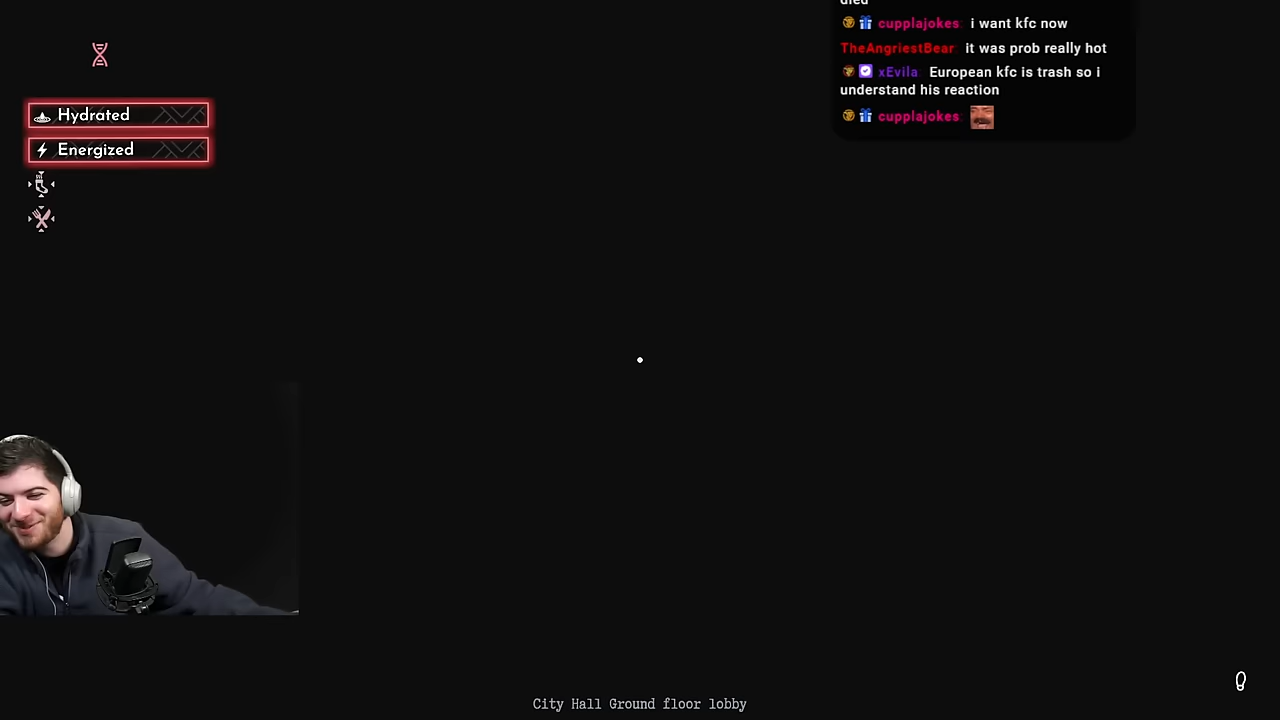 died
cupplajokes: i want kfc now
TheAngriestBear: it was prob really hot
xEvila: European kfc is trash so i
understand his reaction
cupplajokes:
Hydrated
Energized
City Hall Ground floor lobby